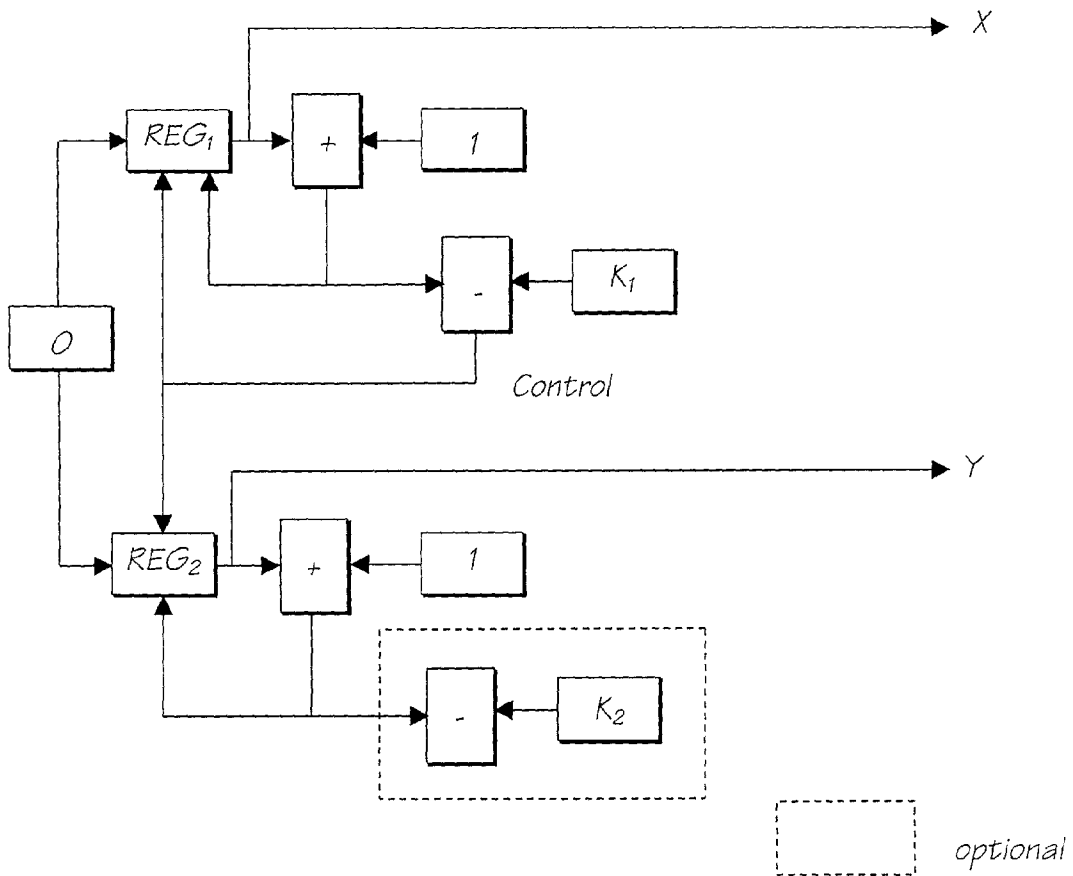 X
REG₁
+
1
-
K₁
0
Control
Y
REG₂
+
1
-
K₂
optional